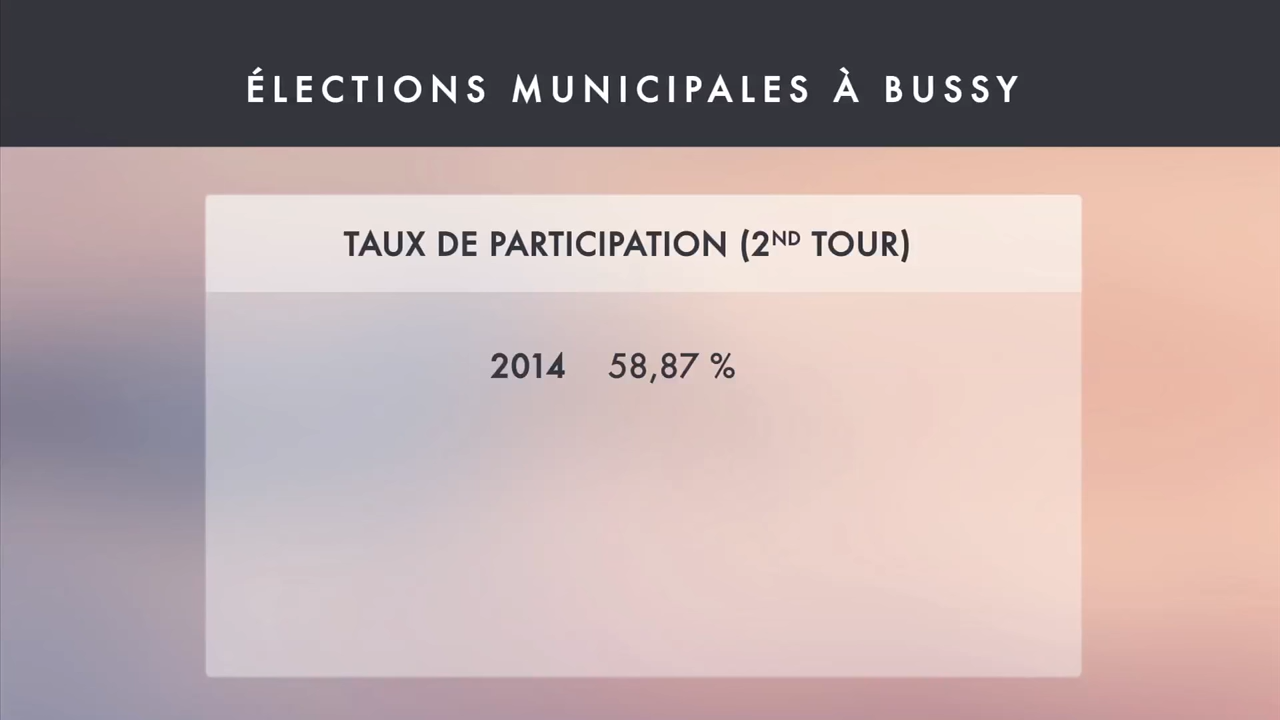 ÉLECTIONS MUNICIPALES À BUSSY
TAUX DE PARTICIPATION (2ND TOUR)
2014 58,87 %